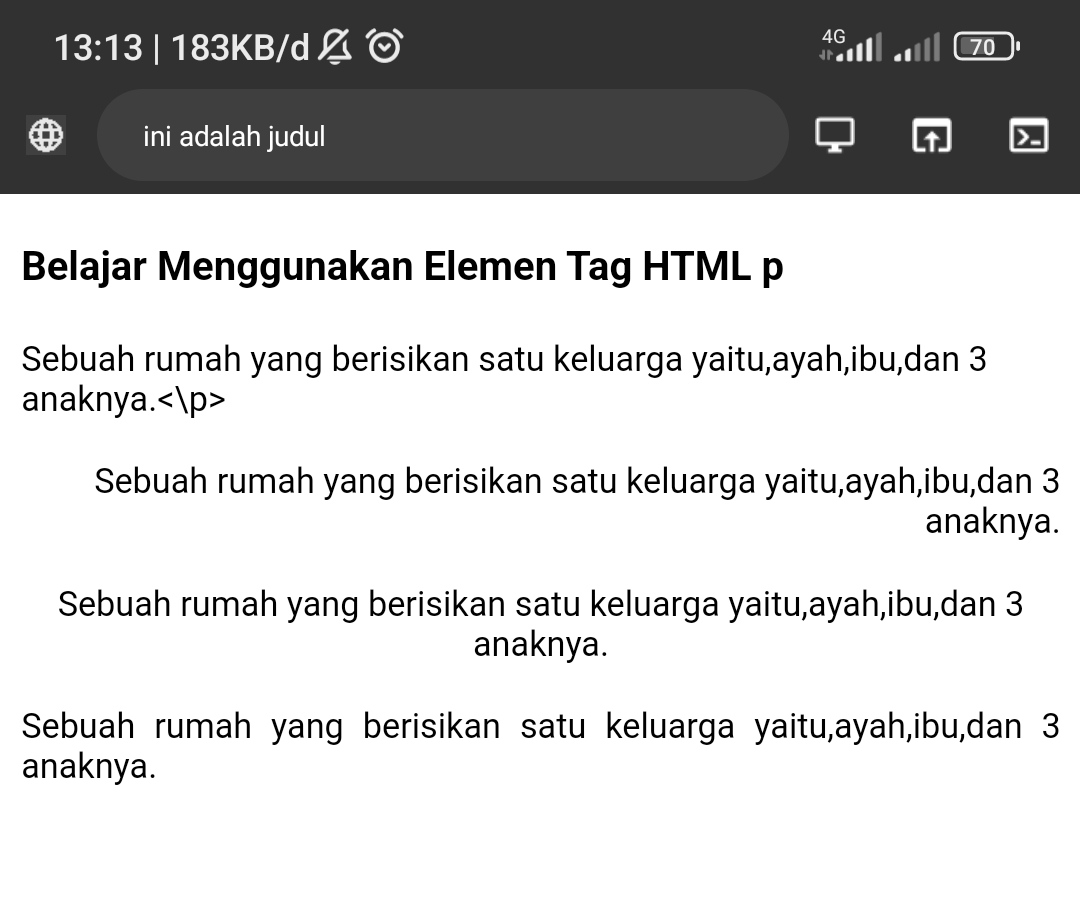 13:13 | 183KB/d
4G
70
ini adalah judul
Belajar Menggunakan Elemen Tag HTML p
Sebuah rumah yang berisikan satu keluarga yaitu,ayah,ibu,dan 3
anaknya.<\p>
Sebuah rumah yang berisikan satu keluarga yaitu,ayah,ibu,dan 3
anaknya.
Sebuah rumah yang berisikan satu keluarga yaitu,ayah,ibu,dan 3
anaknya.
Sebuah rumah yang berisikan satu keluarga yaitu,ayah,ibu,dan 3
anaknya.